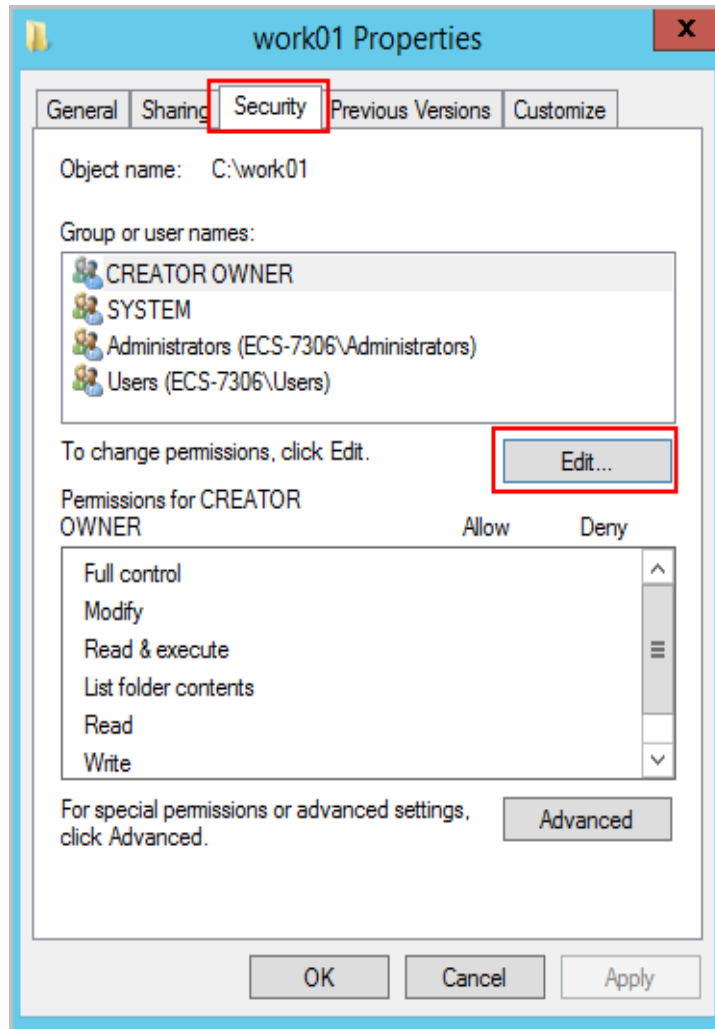 work01 Properties
X
General Sharing Security Previous Versions Customize
Object name: C:\work01
Group or user names:
CREATOR OWNER
SYSTEM
Administrators (ECS-7306\Administrators)
Users (ECS-7306\Users)
To change permissions, click Edit.
Edit...
Permissions for CREATOR
OWNER Allow Deny
Full control
Modify
Read & execute
List folder contents
Read
Write
For special permissions or advanced settings,
click Advanced.
Advanced
OK Cancel Apply